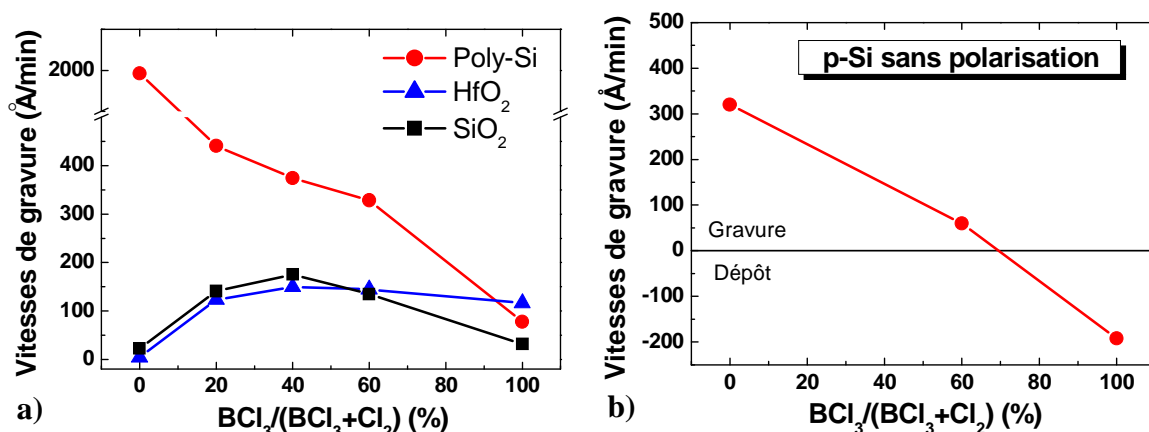 Vitesses de gravure (Å/min)
2000
400
300
200
100
0
Poly-Si
HfO₂
SiO₂
0 20 40 60 80 100
a)
BCl₃/(BCl₃+Cl₂) (%)
Vitesses de gravure (Å/min)
500
400
300
200
100
0
-100
-200
p-Si sans polarisation
Gravure
Dépôt
0 20 40 60 80 100
b)
BCl₃/(BCl₃+Cl₂) (%)